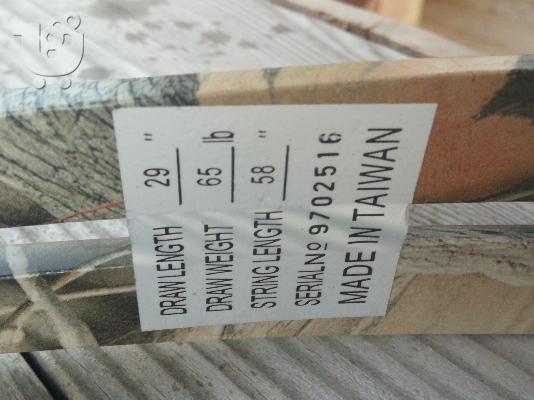 DRAW LENGTH 29 "
DRAW WEIGHT 65 lb
STRING LENGTH 58 "
SERIAL Nº 9702516
MADE IN TAIWAN